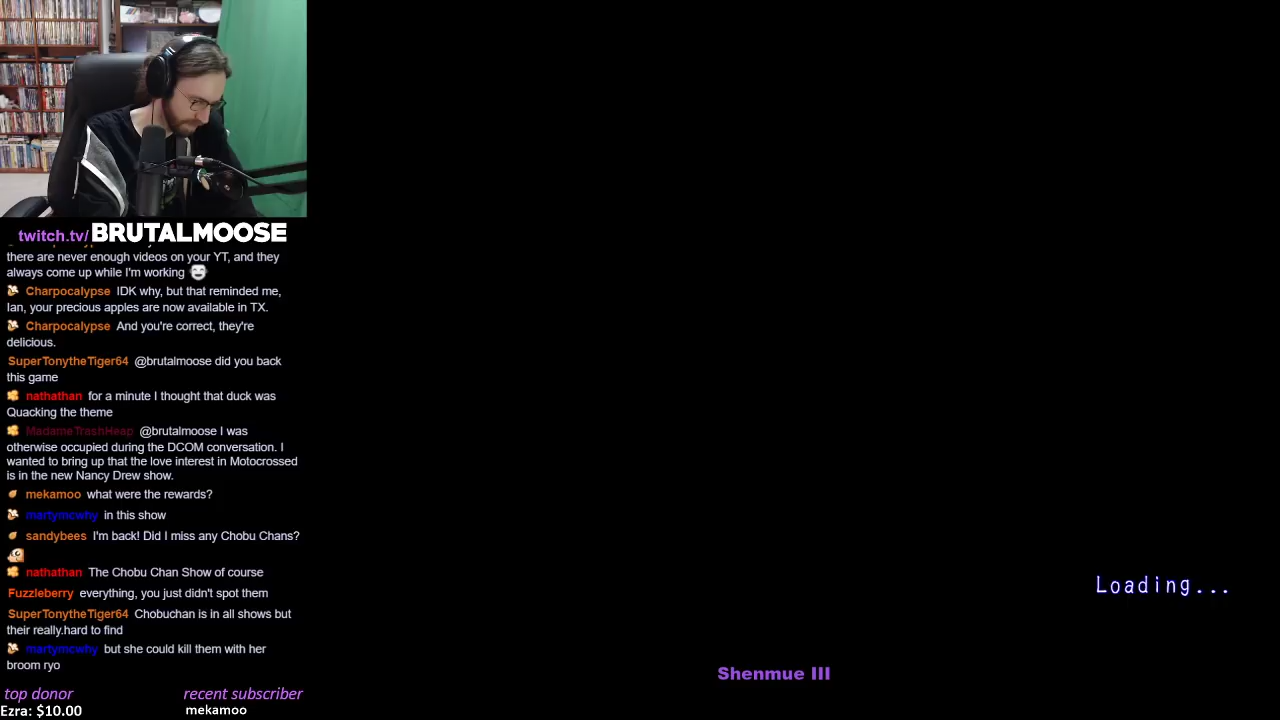 twitch.tv/BRUTALMOOSE
there are never enough videos on your YT, and they
always come up while I'm working
Charpocalypse IDK why, but that reminded me,
Ian, your precious apples are now available in TX.
Charpocalypse And you're correct, they're
delicious.
SuperTonytheTiger64 @brutalmoose did you back
this game
nathathan for a minute I thought that duck was
Quacking the theme
MadameTrashHeap @brutalmoose I was
otherwise occupied during the DCOM conversation. I
wanted to bring up that the love interest in Motocrossed
is in the new Nancy Drew show.
mekamoo what were the rewards?
martymcwhy in this show
sandybees I'm back! Did I miss any Chobu Chans?
nathathan The Chobu Chan Show of course
Fuzzleberry everything, you just didn't spot them
SuperTonytheTiger64 Chobuchan is in all shows but
their really.hard to find
martymcwhy but she could kill them with her
broom ryo
top donor
Ezra: $10.00
recent subscriber
mekamoo
Loading...
Shenmue III